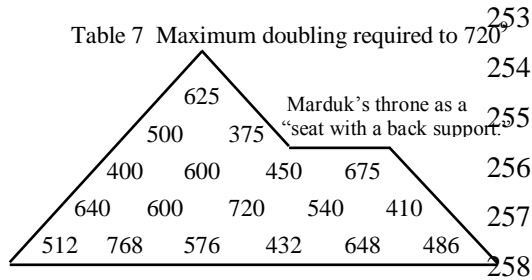 253
Table 7 Maximum doubling required to 720°
254
625
Marduk's throne as a
255
500 375 “seat with a back support.”
400 600 450 675
256
640 600 720 540 410
257
512 768 576 432 648 486
258